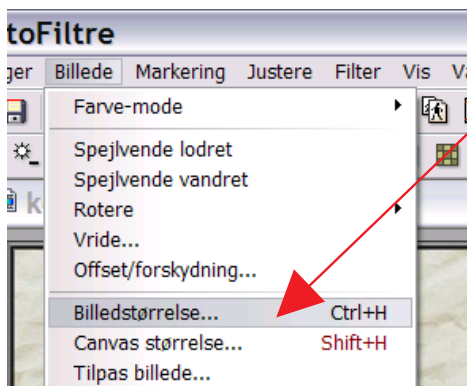 toFiltre
ger Billede Markering Justere Filter Vis V
Farve-mode
Spejlvende lodret
Spejlvende vandret
Rotere
Vride...
Offset/forskydning...
Billedstørrelse... Ctrl+H
Canvas størrelse... Shift+H
Tilpas billede...